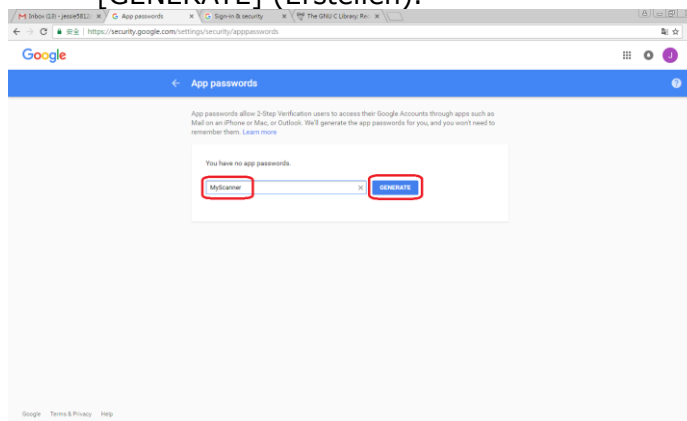 [GENERATE] (Erstellen).
Inbox (13) - jessie5812 App passwords Sign-in & security The GNU C Library: Re
安全 | https://security.google.com/settings/security/apppasswords
Google
J
App passwords
App passwords allow 2-Step Verification users to access their Google Accounts through apps such as
Mail on an iPhone or Mac, or Outlook. We'll generate the app passwords for you, and you won't need to
remember them. Learn more
You have no app passwords.
MyScanner GENERATE
Google Terms & Privacy Help